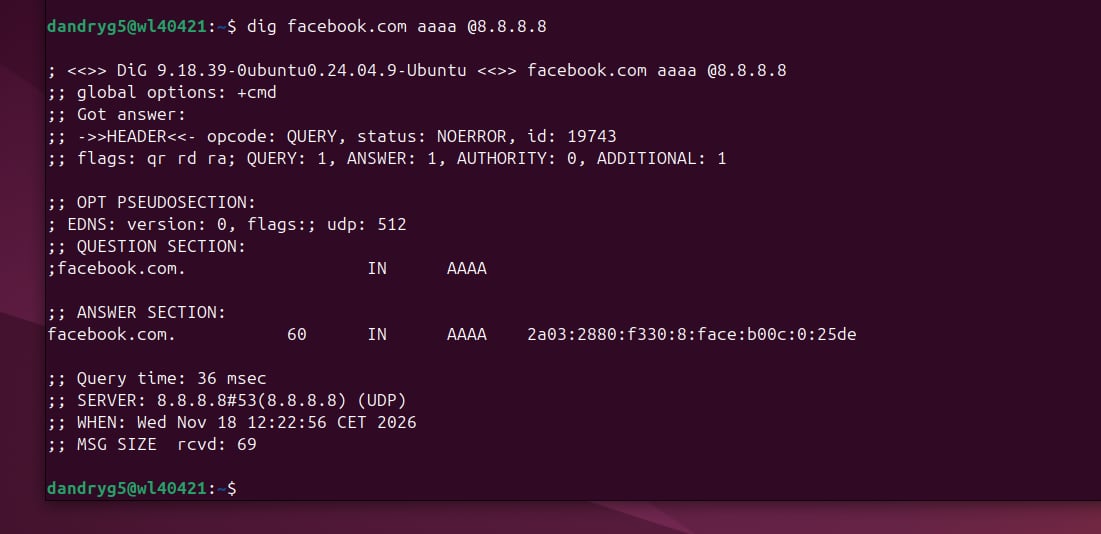 dandryg5@wl40421:~$ dig facebook.com aaaa @8.8.8.8
; <<>> DiG 9.18.39-0ubuntu0.24.04.9-Ubuntu <<>> facebook.com aaaa @8.8.8.8
;; global options: +cmd
;; Got answer:
;; ->>HEADER<<- opcode: QUERY, status: NOERROR, id: 19743
;; flags: qr rd ra; QUERY: 1, ANSWER: 1, AUTHORITY: 0, ADDITIONAL: 1
;; OPT PSEUDOSECTION:
; EDNS: version: 0, flags:; udp: 512
;; QUESTION SECTION:
;facebook.com. IN AAAA
;; ANSWER SECTION:
facebook.com. 60 IN AAAA 2a03:2880:f330:8:face:b00c:0:25de
;; Query time: 36 msec
;; SERVER: 8.8.8.8#53(8.8.8.8) (UDP)
;; WHEN: Wed Nov 18 12:22:56 CET 2026
;; MSG SIZE  rcvd: 69
dandryg5@wl40421:~$